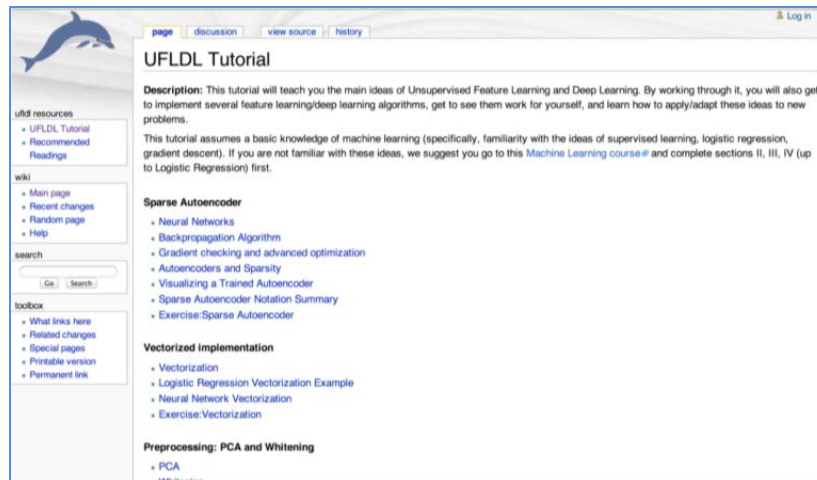 Log in
page discussion view source history
UFLDL Tutorial
Description: This tutorial will teach you the main ideas of Unsupervised Feature Learning and Deep Learning. By working through it, you will also get
to implement several feature learning/deep learning algorithms, get to see them work for yourself, and learn how to apply/adapt these ideas to new
problems.
This tutorial assumes a basic knowledge of machine learning (specifically, familiarity with the ideas of supervised learning, logistic regression,
gradient descent). If you are not familiar with these ideas, we suggest you go to this Machine Learning course and complete sections II, III, IV (up
to Logistic Regression) first.
Sparse Autoencoder
Neural Networks
Backpropagation Algorithm
Gradient checking and advanced optimization
Autoencoders and Sparsity
Visualizing a Trained Autoencoder
Sparse Autoencoder Notation Summary
Exercise:Sparse Autoencoder
Vectorized implementation
Vectorization
Logistic Regression Vectorization Example
Neural Network Vectorization
Exercise:Vectorization
Preprocessing: PCA and Whitening
PCA
ufldl resources
UFLDL Tutorial
Recommended
Readings
wiki
Main page
Recent changes
Random page
Help
search
Go Search
toolbox
What links here
Related changes
Special pages
Printable version
Permanent link